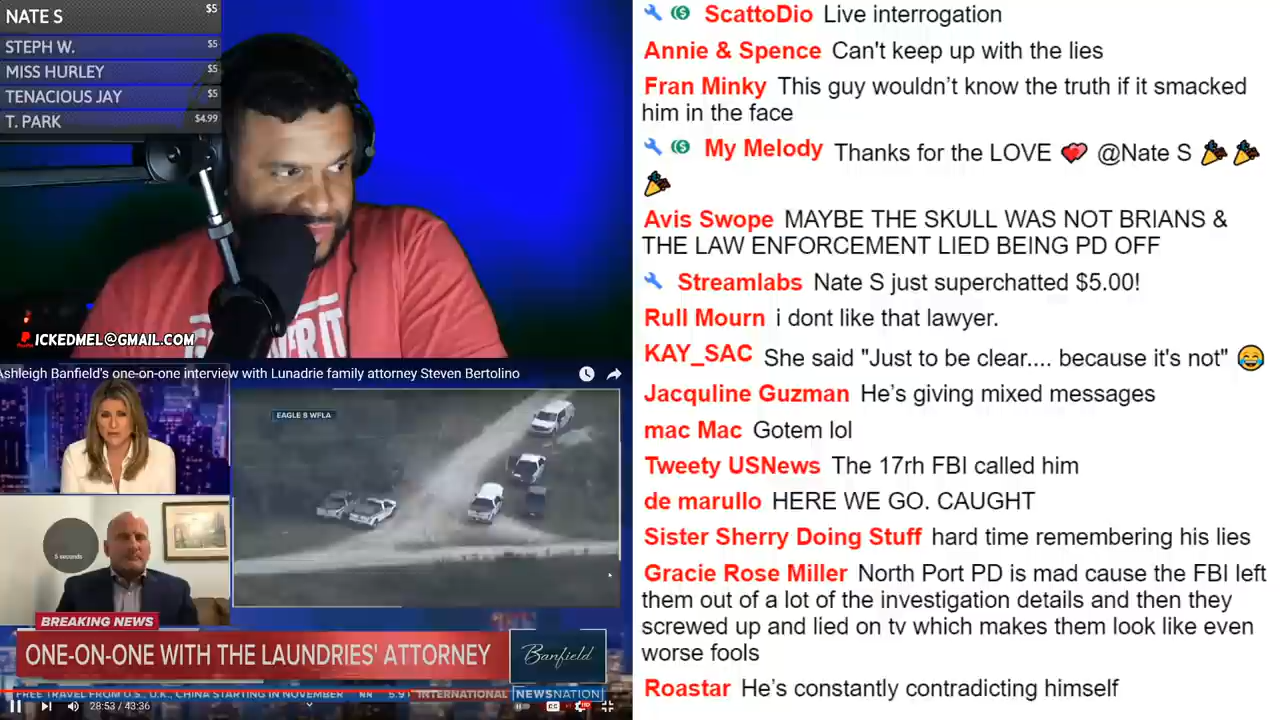 NATE S $5
STEPH W. $5
MISS HURLEY $5
TENACIOUS JAY $5
T. PARK $4.99
ICKEDMEL@GMAIL.COM
Ashleigh Banfield's one-on-one interview with Lunadrie family attorney Steven Bertolino
EAGLE 8 WFLA
5 seconds
BREAKING NEWS
ONE-ON-ONE WITH THE LAUNDRIES' ATTORNEY
Banfield
FREE TRAVEL FROM U.S., U.K., CHINA STARTING IN NOVEMBER
INTERNATIONAL
NEWSNATION
28:53 / 43:36
ScattoDio Live interrogation
Annie & Spence Can't keep up with the lies
Fran Minky This guy wouldn’t know the truth if it smacked
him in the face
My Melody Thanks for the LOVE 💓 @Nate S 🎉 🎉
🎉
Avis Swope MAYBE THE SKULL WAS NOT BRIANS &
THE LAW ENFORCEMENT LIED BEING PD OFF
Streamlabs Nate S just superchatted $5.00!
Rull Mourn i dont like that lawyer.
KAY_SAC She said "Just to be clear.... because it's not" 😂
Jacquline Guzman He’s giving mixed messages
mac Mac Gotem lol
Tweety USNews The 17rh FBI called him
de marullo HERE WE GO. CAUGHT
Sister Sherry Doing Stuff hard time remembering his lies
Gracie Rose Miller North Port PD is mad cause the FBI left
them out of a lot of the investigation details and then they
screwed up and lied on tv which makes them look like even
worse fools
Roastar He’s constantly contradicting himself